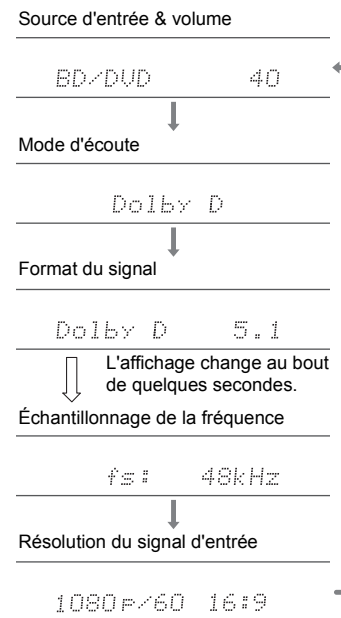 Source d'entrée & volume
BD/DVD 40
Mode d'écoute
Dolby D
Format du signal
Dolby D 5.1
L'affichage change au bout
de quelques secondes.
Échantillonnage de la fréquence
fs: 48kHz
Résolution du signal d'entrée
1080p/60 16:9